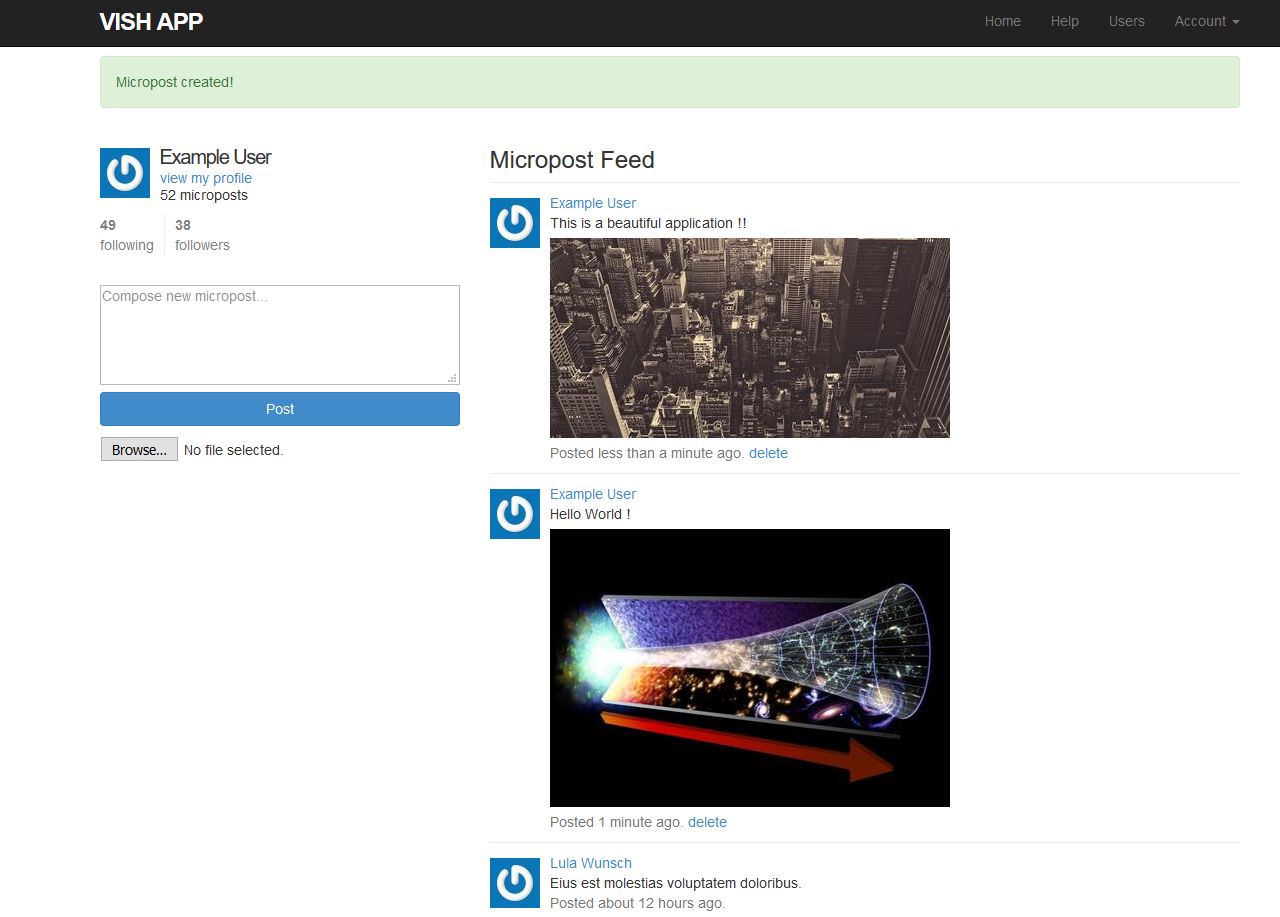 VISH APP
Home Help Users Account
Micropost created!
Example User
view my profile
52 microposts
49 38
following followers
Compose new micropost...
Post
Browse... No file selected.
Micropost Feed
Example User
This is a beautiful application !!
Posted less than a minute ago. delete
Example User
Hello World !
Posted 1 minute ago. delete
Lula Wunsch
Eius est molestias voluptatem doloribus.
Posted about 12 hours ago.